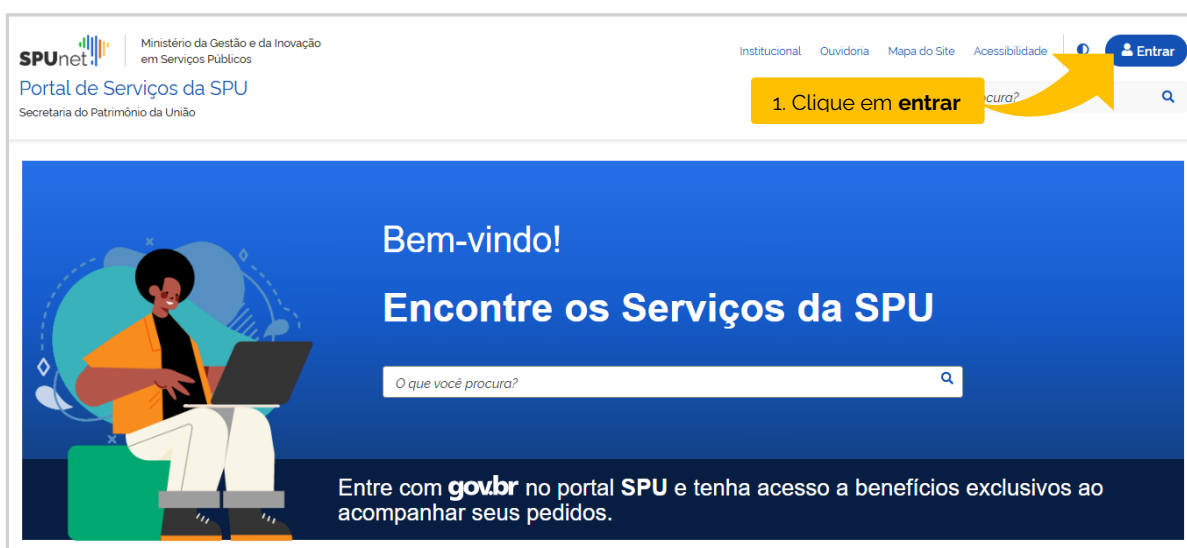 SPUnet
Ministério da Gestão e da Inovação
em Serviços Públicos
Institucional Ouvidoria Mapa do Site Acessibilidade
Entrar
Portal de Serviços da SPU
Secretaria do Patrimônio da União
1. Clique em entrar
Bem-vindo!
Encontre os Serviços da SPU
O que você procura?
Entre com gov.br no portal SPU e tenha acesso a benefícios exclusivos ao
acompanhar seus pedidos.